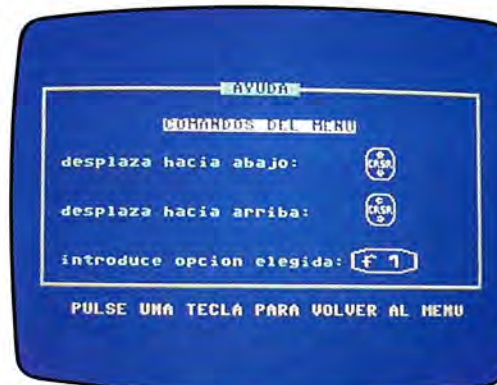 AYUDA
COMANDOS DEL MENU
desplaza hacia abajo: CRSR
desplaza hacia arriba: CRSR
introduce opcion elegida: f 1
PULSE UNA TECLA PARA VOLVER AL MENU